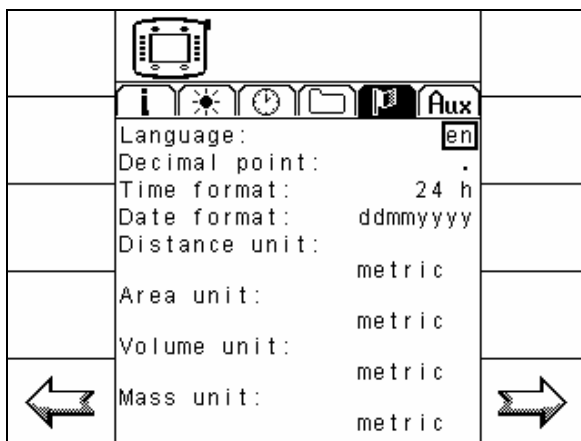 i Aux
Language: en
Decimal point: .
Time format: 24 h
Date format: ddmmyyyy
Distance unit:
metric
Area unit:
metric
Volume unit:
metric
Mass unit:
metric